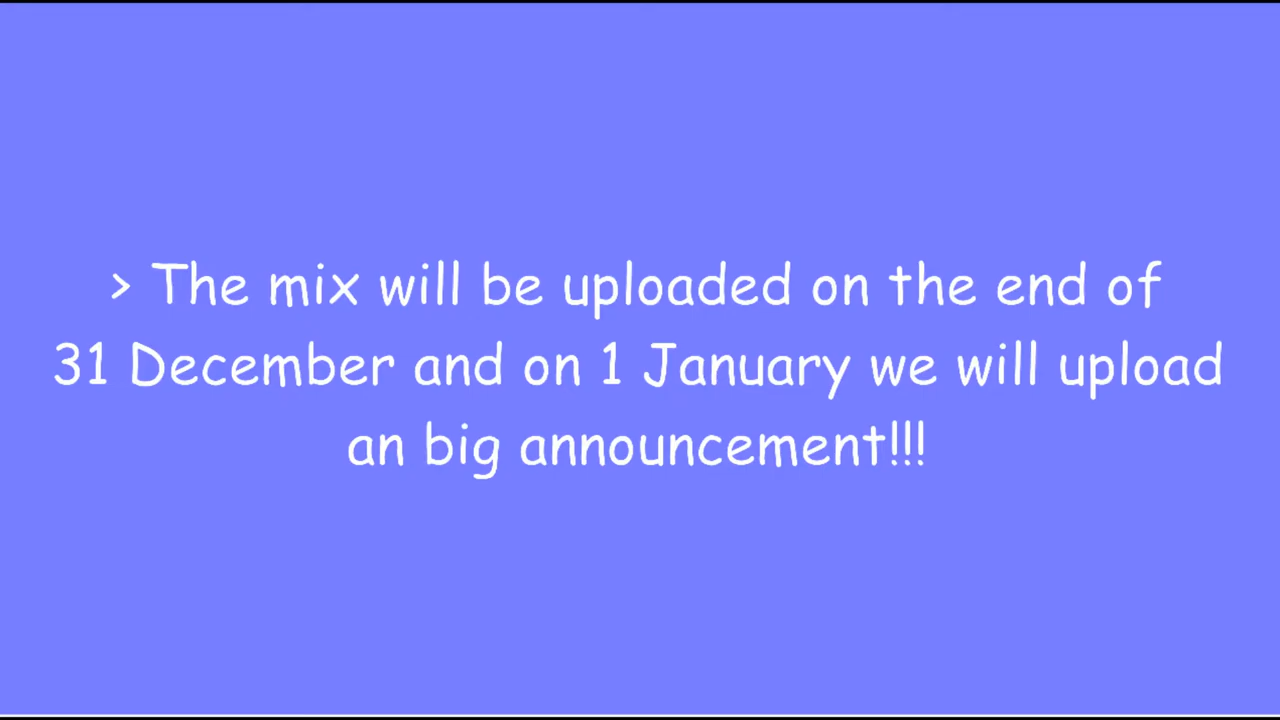 > The mix will be uploaded on the end of
31 December and on 1 January we will upload
an big announcement!!!